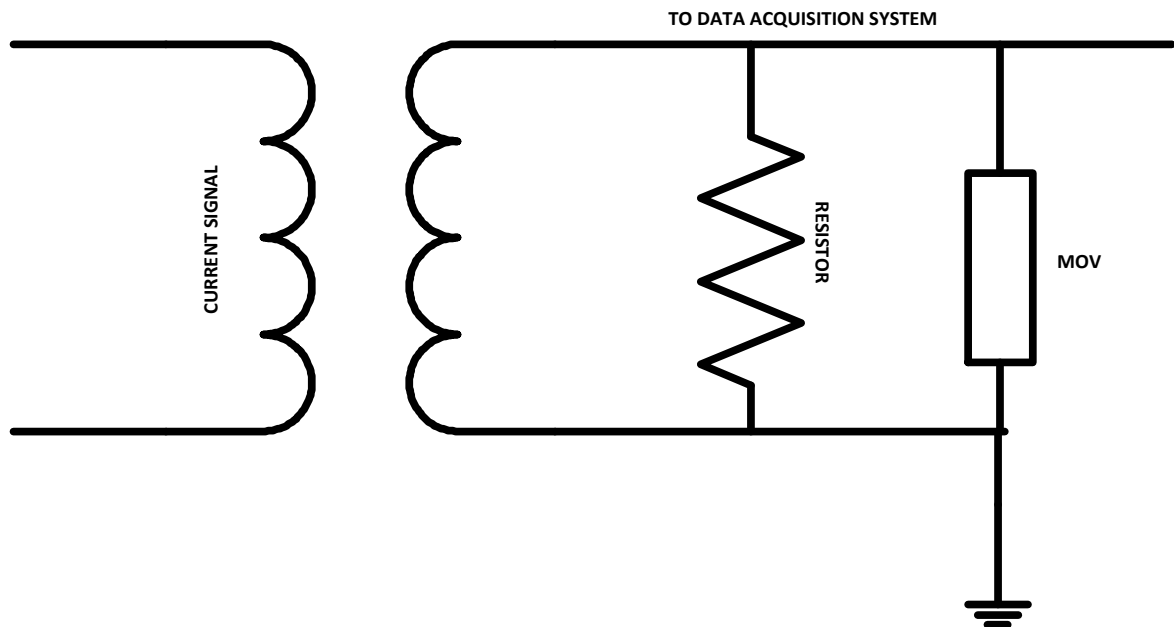 TO DATA ACQUISITION SYSTEM
CURRENT SIGNAL
RESISTOR
MOV